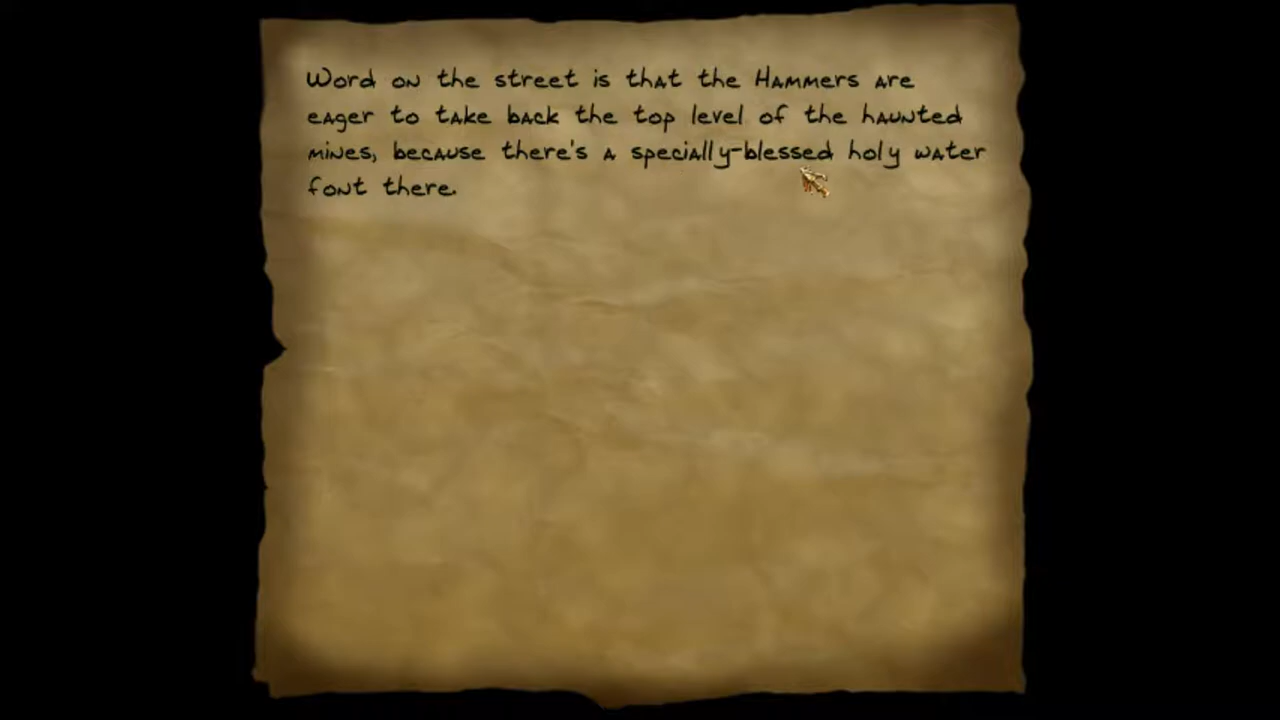 Word on the street is that the Hammers are
eager to take back the top level of the haunted
mines, because there's a specially-blessed holy water
font there.